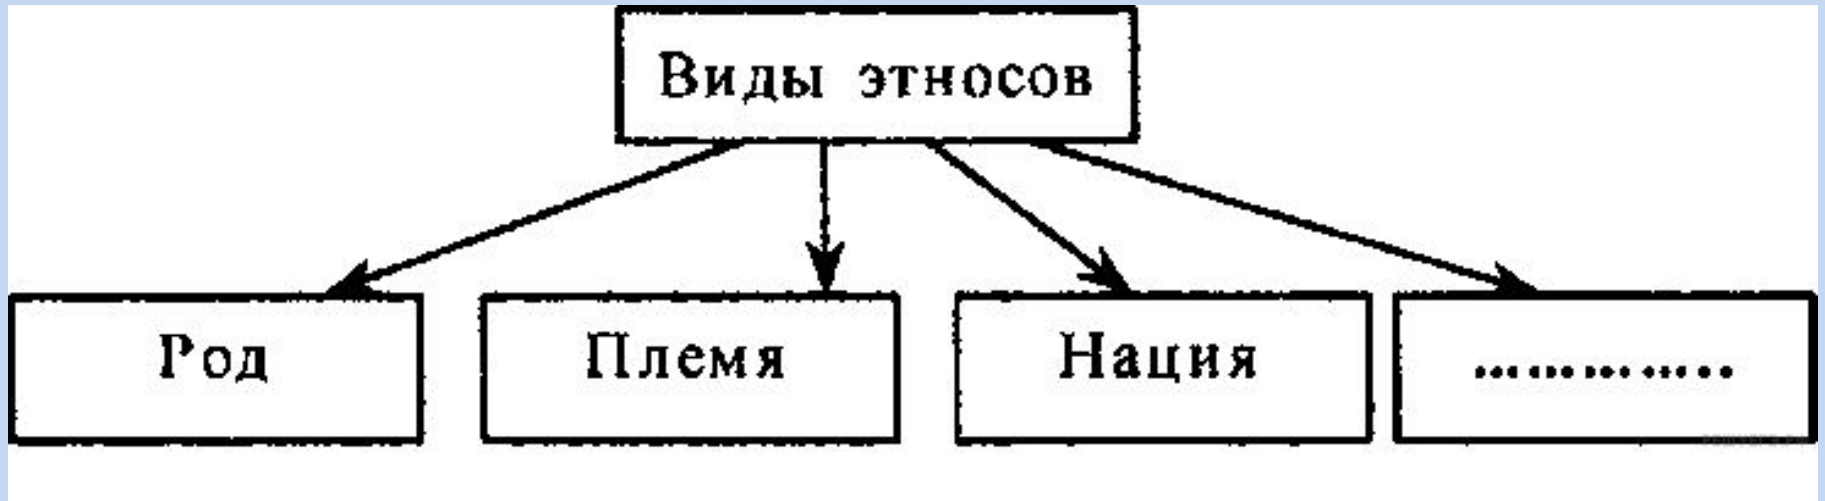 Виды этносов
Род
Племя
Нация
..............